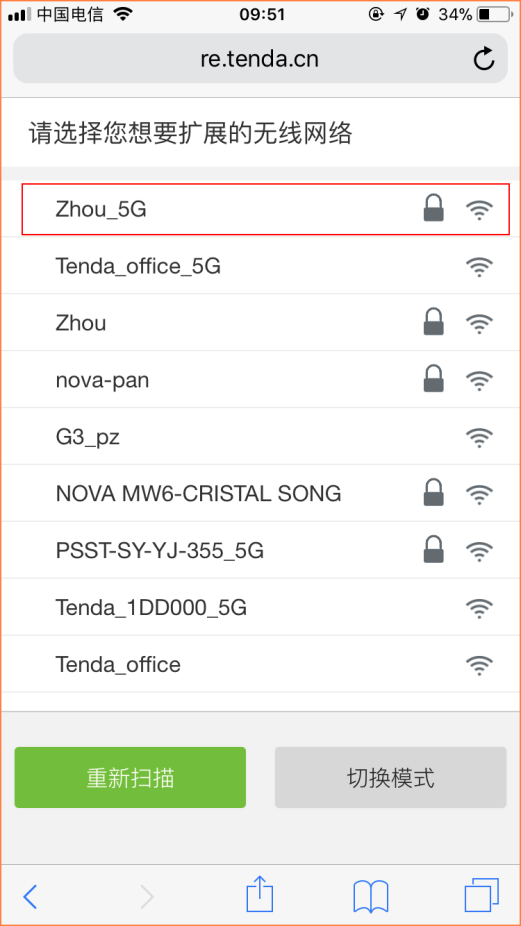 中国电信 09:51 34%
re.tenda.cn
请选择您想要扩展的无线网络
Zhou_5G
Tenda_office_5G
Zhou
nova-pan
G3_pz
NOVA MW6-CRISTAL SONG
PSST-SY-YJ-355_5G
Tenda_1DD000_5G
Tenda_office
重新扫描 切换模式